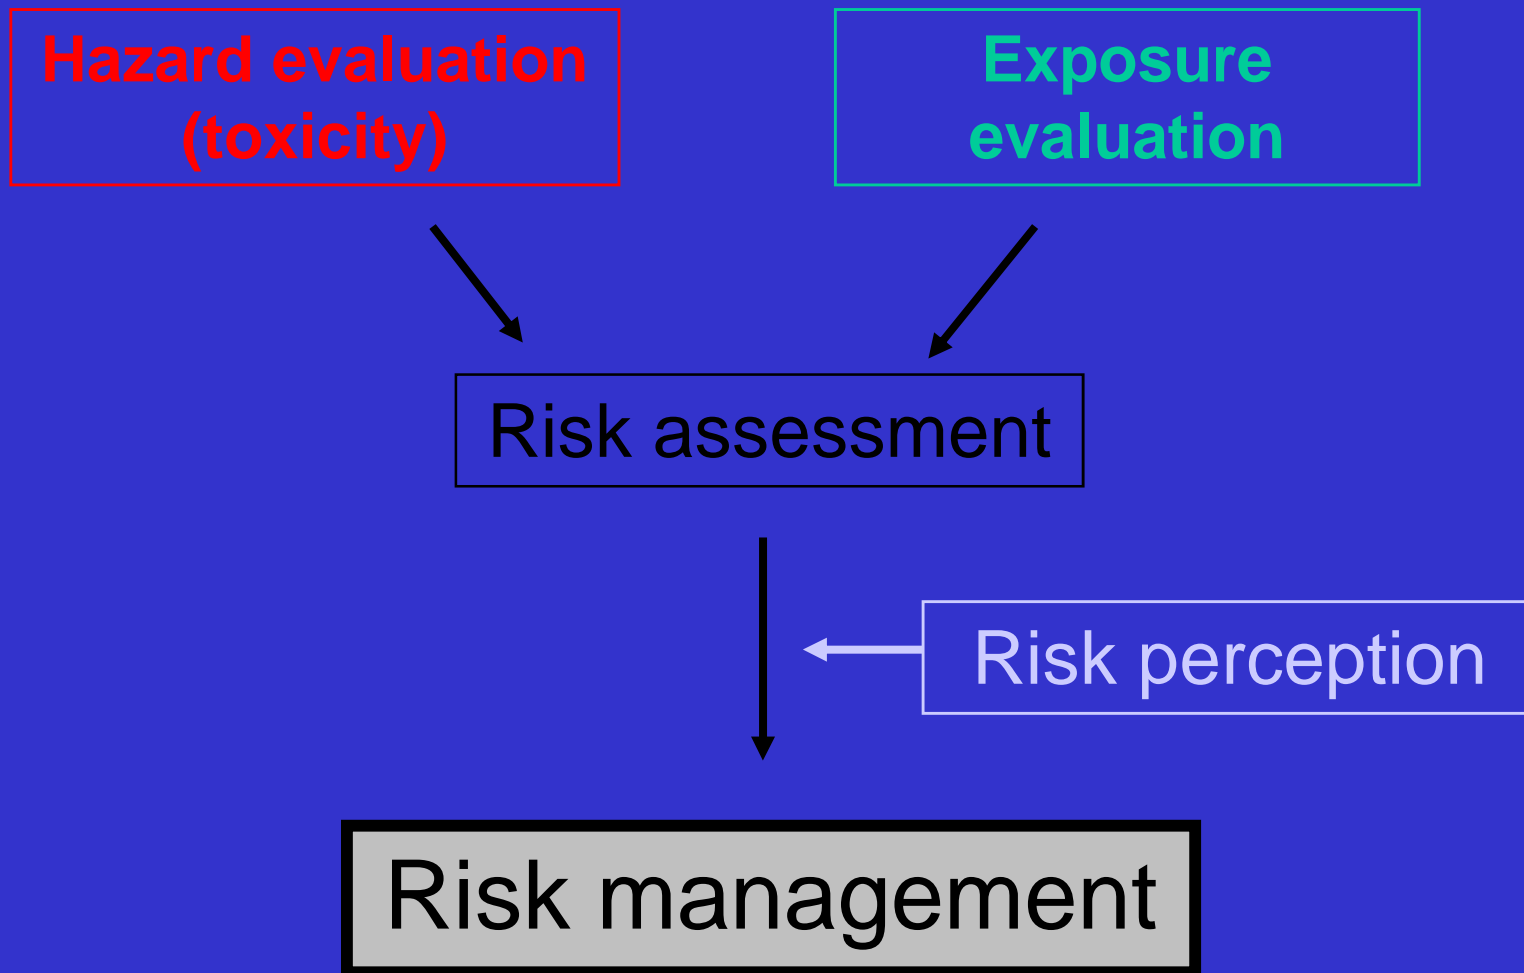 Hazard evaluation
(toxicity)
Exposure
evaluation
Risk assessment
Risk perception
Risk management